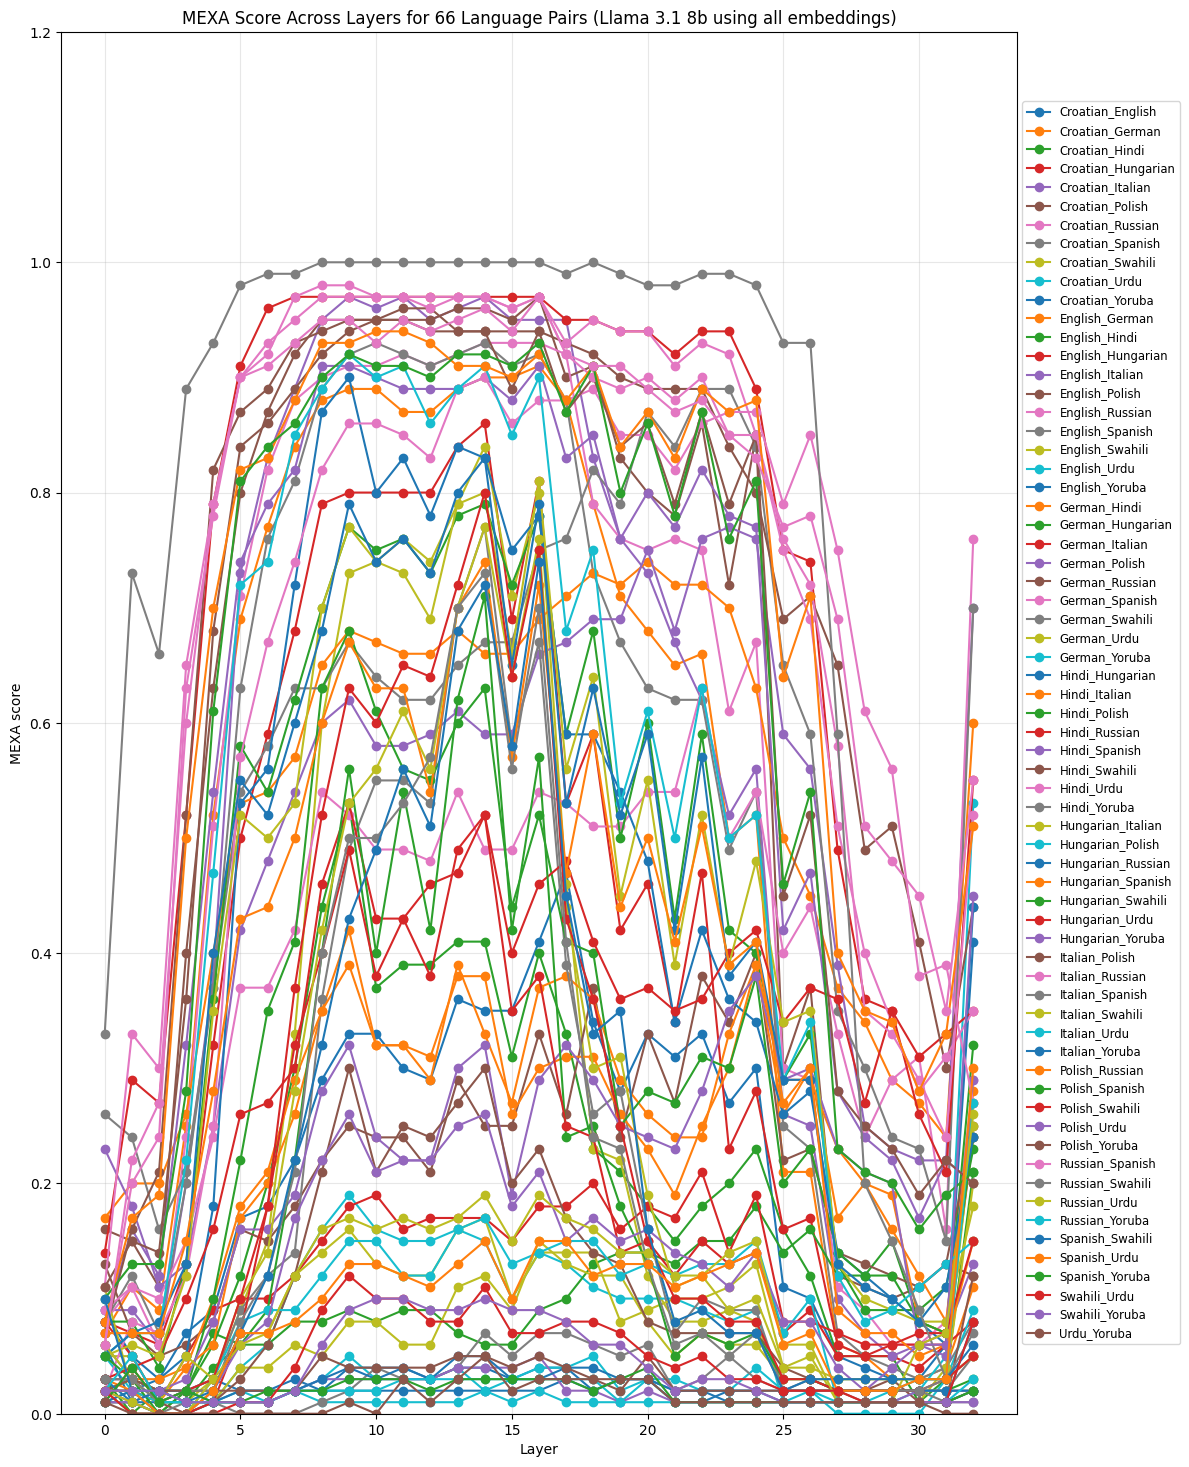 MEXA Score Across Layers for 66 Language Pairs (Llama 3.1 8b using all embeddings)
MEXA score
1.2
1.0
0.8
0.6
0.4
0.2
0.0
0
5
10
15
20
25
30
Layer
Croatian_English
Croatian_German
Croatian_Hindi
Croatian_Hungarian
Croatian_Italian
Croatian_Polish
Croatian_Russian
Croatian_Spanish
Croatian_Swahili
Croatian_Urdu
Croatian_Yoruba
English_German
English_Hindi
English_Hungarian
English_Italian
English_Polish
English_Russian
English_Spanish
English_Swahili
English_Urdu
English_Yoruba
German_Hindi
German_Hungarian
German_Italian
German_Polish
German_Russian
German_Spanish
German_Swahili
German_Urdu
German_Yoruba
Hindi_Hungarian
Hindi_Italian
Hindi_Polish
Hindi_Russian
Hindi_Spanish
Hindi_Swahili
Hindi_Urdu
Hindi_Yoruba
Hungarian_Italian
Hungarian_Polish
Hungarian_Russian
Hungarian_Spanish
Hungarian_Swahili
Hungarian_Urdu
Hungarian_Yoruba
Italian_Polish
Italian_Russian
Italian_Spanish
Italian_Swahili
Italian_Urdu
Italian_Yoruba
Polish_Russian
Polish_Spanish
Polish_Swahili
Polish_Urdu
Polish_Yoruba
Russian_Spanish
Russian_Swahili
Russian_Urdu
Russian_Yoruba
Spanish_Swahili
Spanish_Urdu
Spanish_Yoruba
Swahili_Urdu
Swahili_Yoruba
Urdu_Yoruba